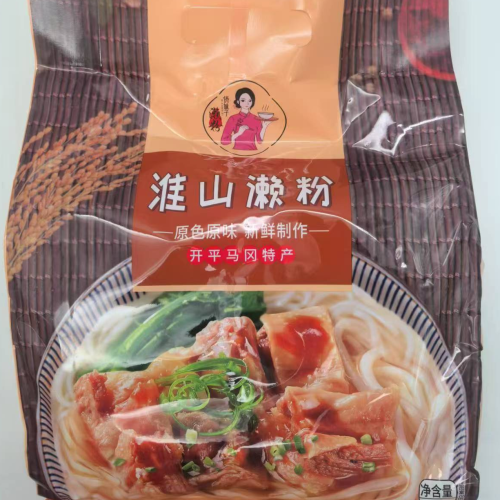 淮山濑粉
原色原味 新鲜制作
开平马冈特产
净含量